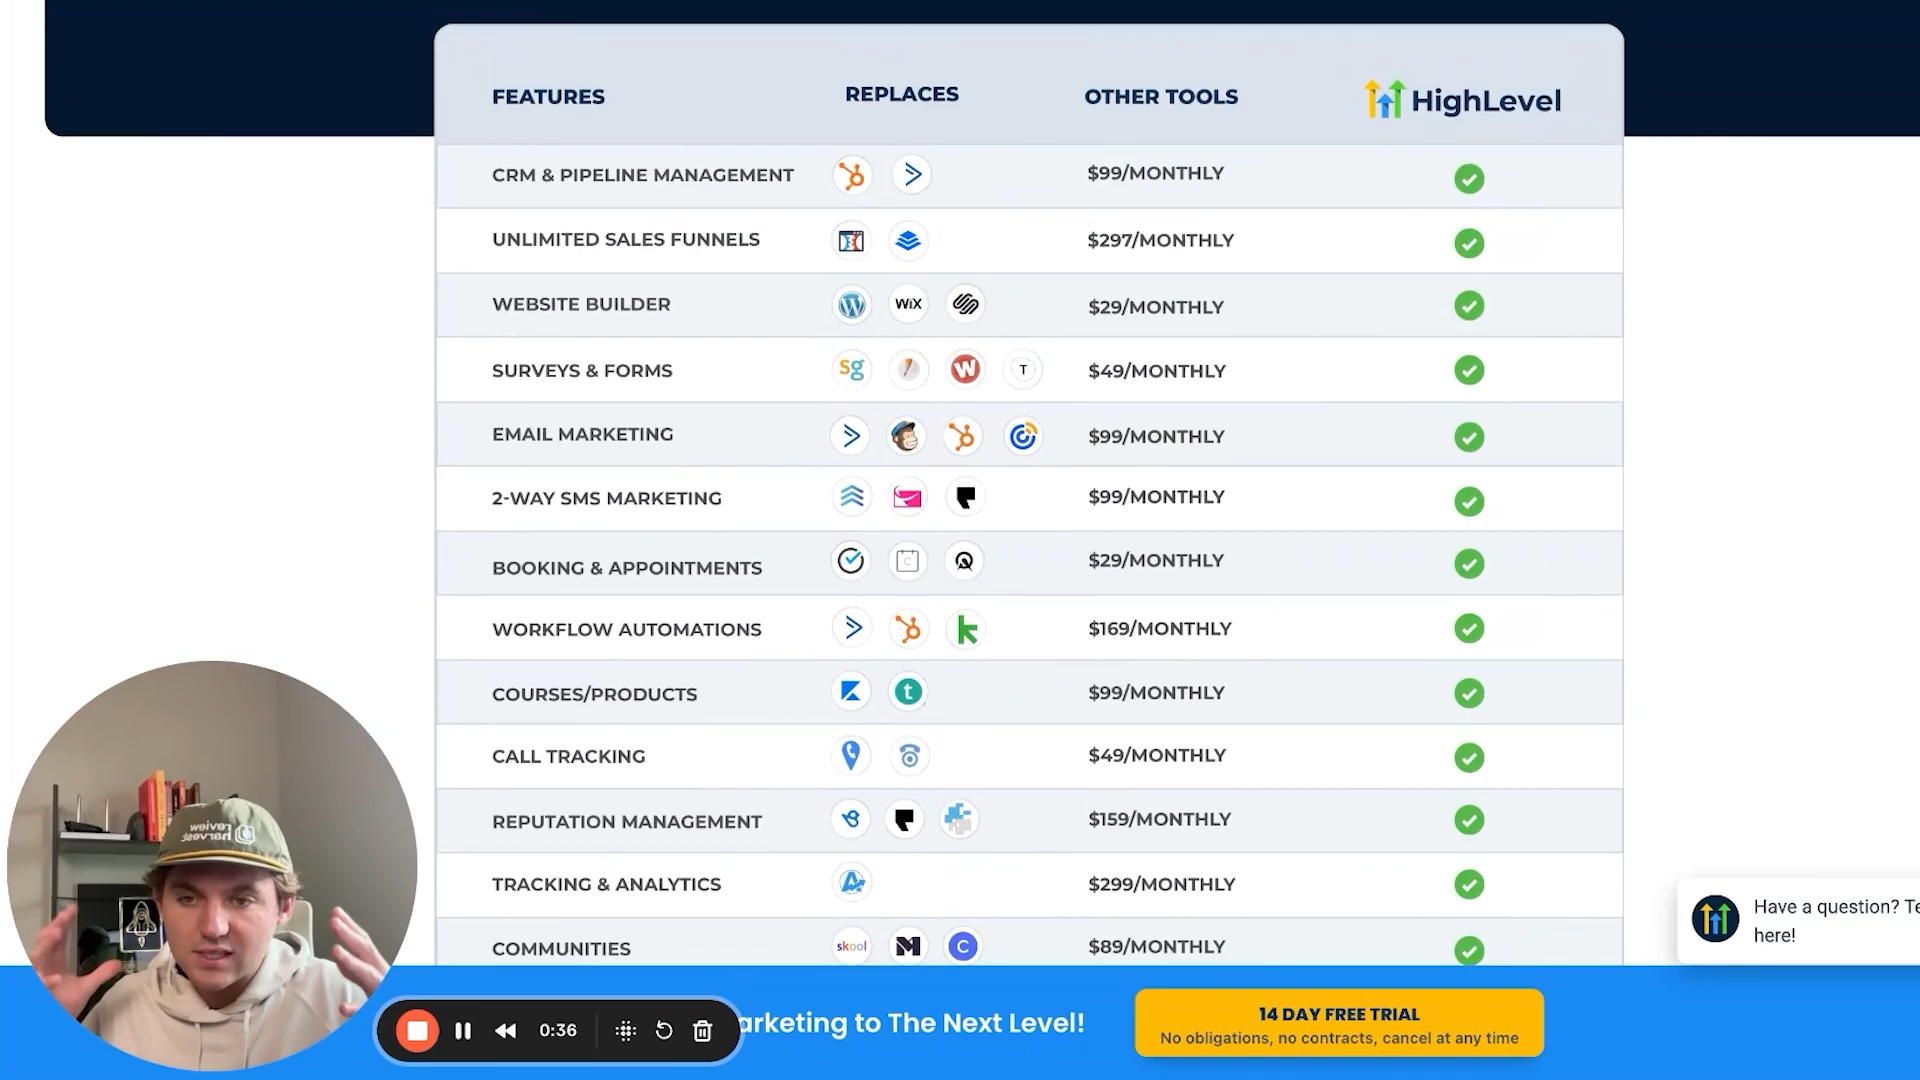 FEATURES REPLACES OTHER TOOLS HighLevel
CRM & PIPELINE MANAGEMENT $99/MONTHLY
UNLIMITED SALES FUNNELS $297/MONTHLY
WEBSITE BUILDER WiX $29/MONTHLY
SURVEYS & FORMS sg W T $49/MONTHLY
EMAIL MARKETING $99/MONTHLY
2-WAY SMS MARKETING $99/MONTHLY
BOOKING & APPOINTMENTS C $29/MONTHLY
WORKFLOW AUTOMATIONS k $169/MONTHLY
COURSES/PRODUCTS t $99/MONTHLY
CALL TRACKING $49/MONTHLY
REPUTATION MANAGEMENT $159/MONTHLY
TRACKING & ANALYTICS $299/MONTHLY
COMMUNITIES skool M C $89/MONTHLY
review
harvest
Have a question? Te
here!
0:36
arketing to The Next Level!
14 DAY FREE TRIAL
No obligations, no contracts, cancel at any time